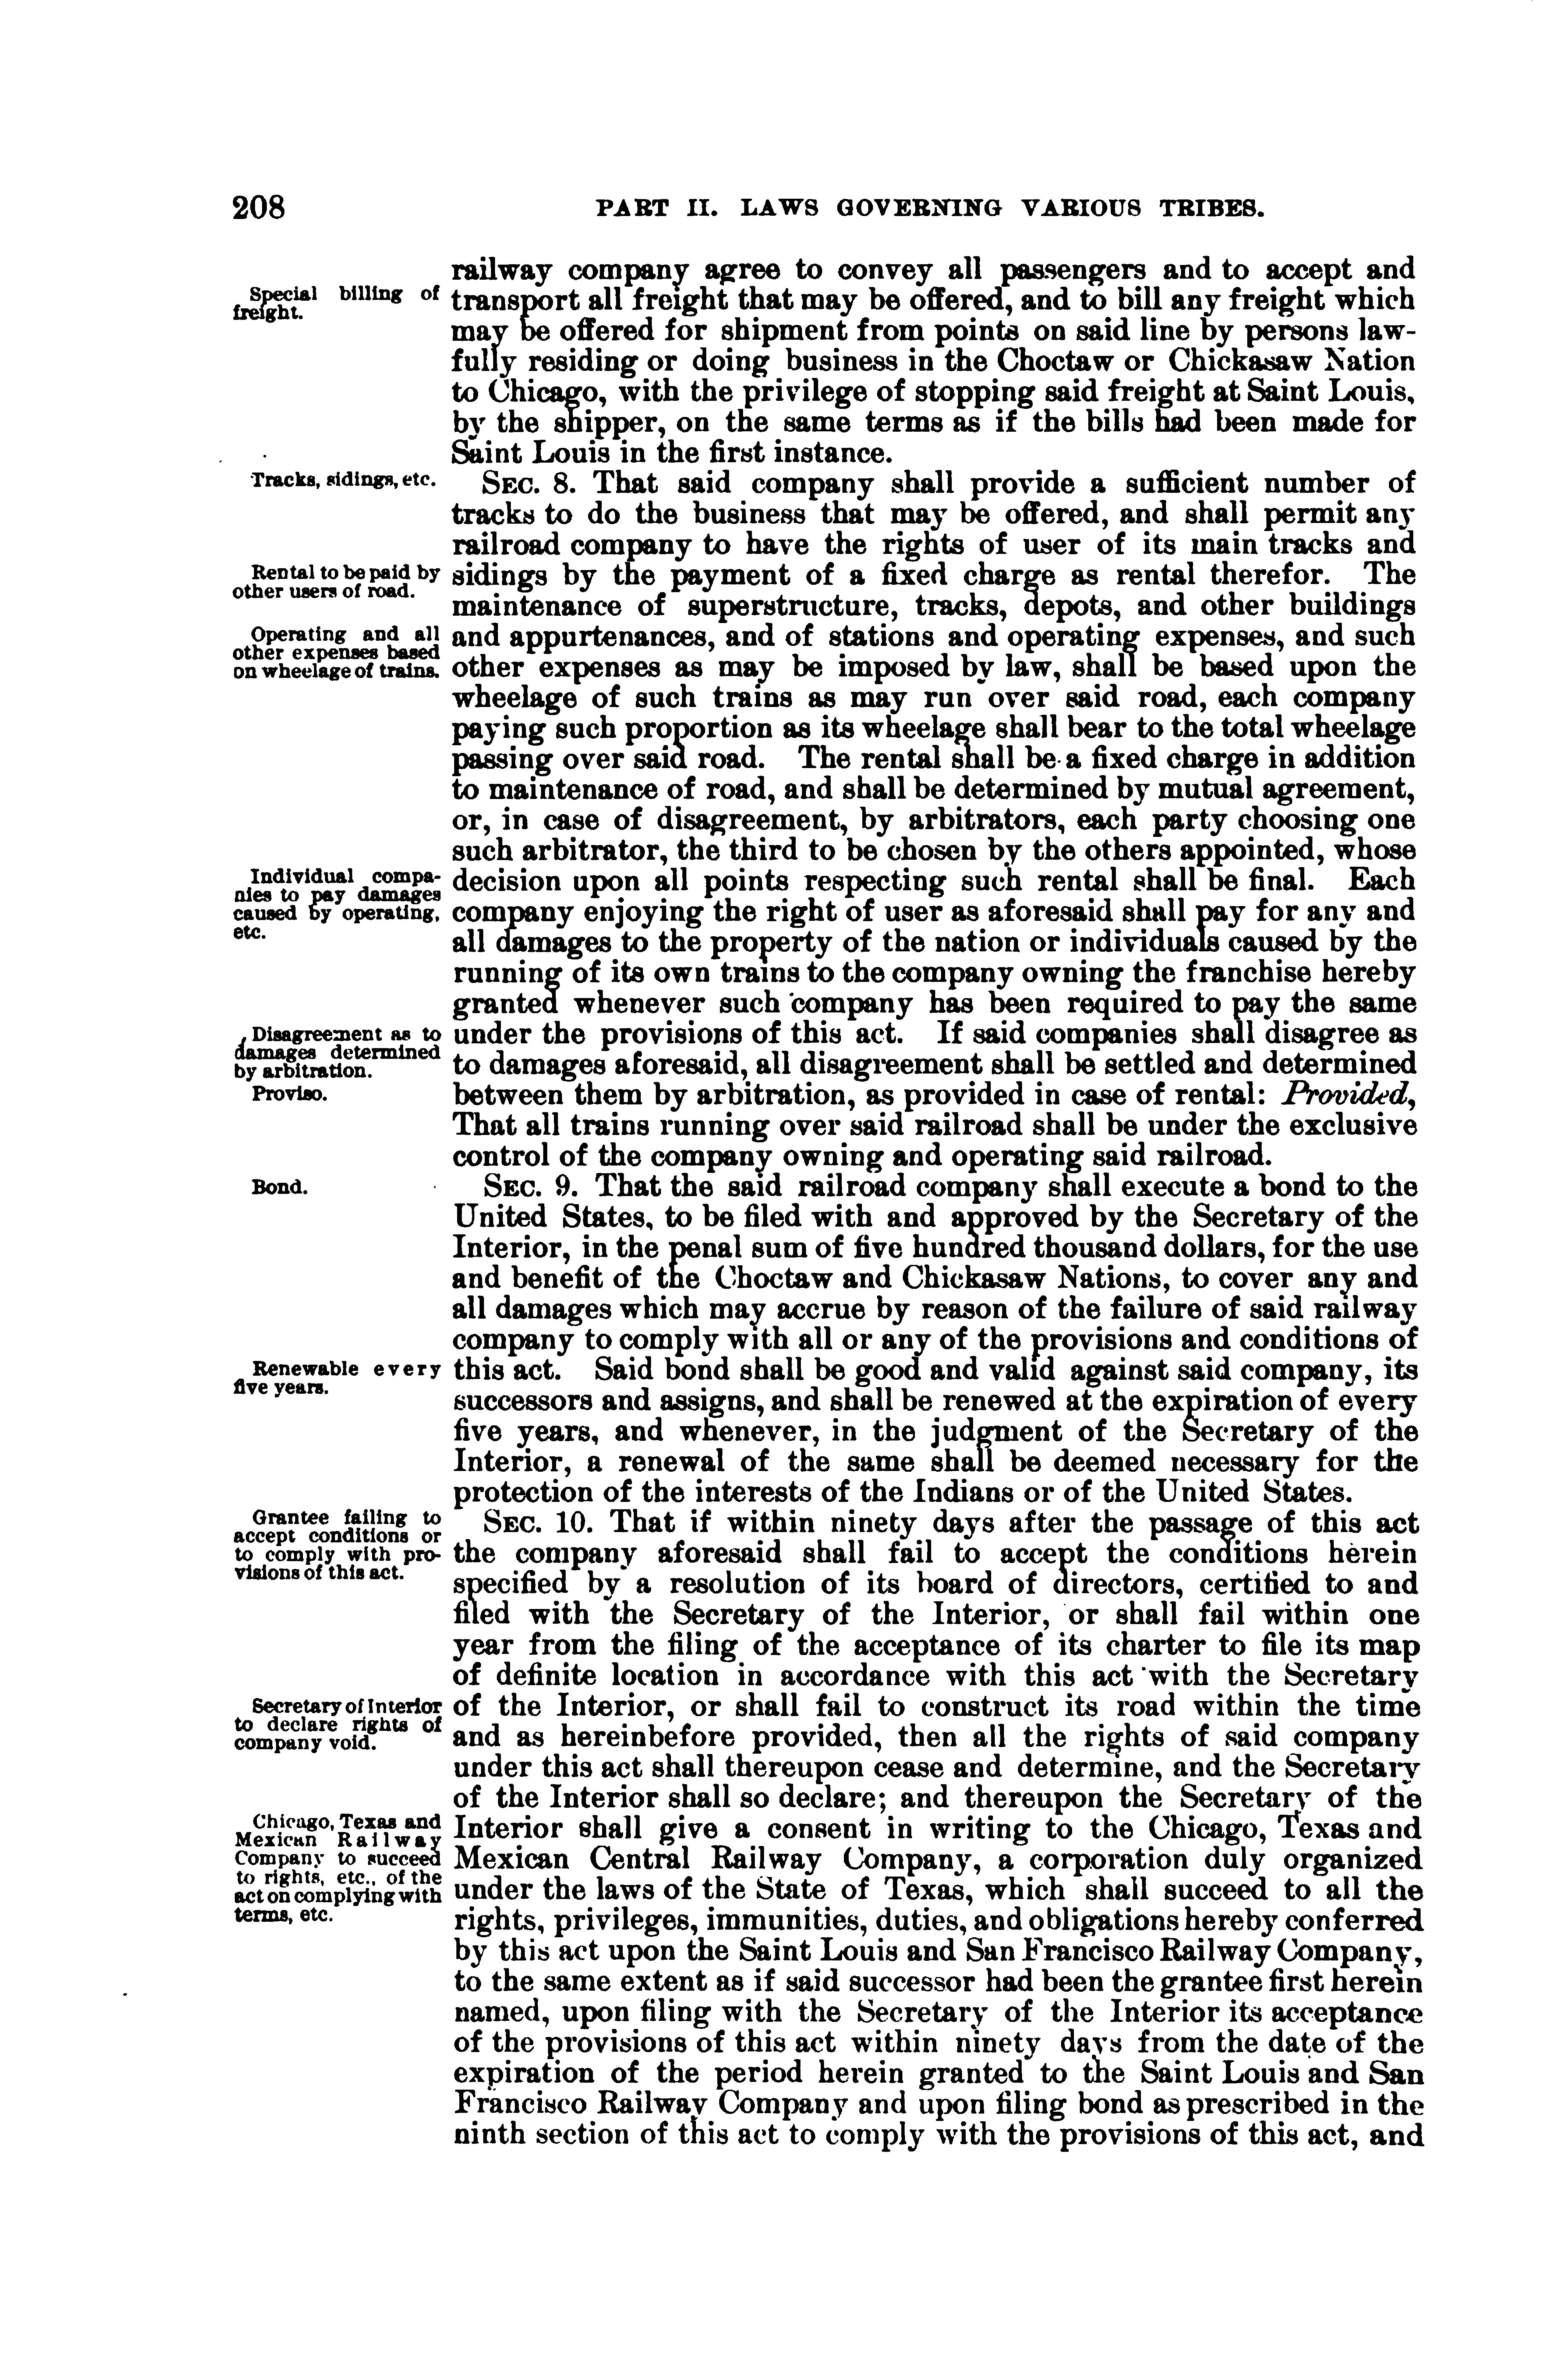 208
PART II. LAWS GOVERNING VARIOUS TRIBES.
railway company agree to convey all passengers and to accept and
Special billing of
freight.
transport all freight that may be offered, and to bill any freight which
may be offered for shipment from points on said line by persons law-
fully residing or doing business in the Choctaw or Chickasaw Nation
to Chicago, with the privilege of stopping said freight at Saint Louis,
by the shipper, on the same terms as if the bills had been made for
Saint Louis in the first instance.
Tracks, sidings, etc.
SEC. 8. That said company shall provide a sufficient number of
tracks to do the business that may be offered, and shall permit any
railroad company to have the rights of user of its main tracks and
Rental to be paid by
other users of road.
sidings by the payment of a fixed charge as rental therefor. The
maintenance of superstructure, tracks, depots, and other buildings
Operating and all
other expenses based
on wheelage of trains.
and appurtenances, and of stations and operating expenses, and such
other expenses as may be imposed by law, shall be based upon the
wheelage of such trains as may run over said road, each company
paying such proportion as its wheelage shall bear to the total wheelage
passing over said road. The rental shall be a fixed charge in addition
to maintenance of road, and shall be determined by mutual agreement,
or, in case of disagreement, by arbitrators, each party choosing one
such arbitrator, the third to be chosen by the others appointed, whose
Individual compa-
nies to pay damages
caused by operating,
etc.
decision upon all points respecting such rental shall be final. Each
company enjoying the right of user as aforesaid shall pay for any and
all damages to the property of the nation or individuals caused by the
running of its own trains to the company owning the franchise hereby
granted whenever such company has been required to pay the same
Disagreement as to
damages determined
by arbitration.
under the provisions of this act. If said companies shall disagree as
to damages aforesaid, all disagreement shall be settled and determined
Proviso.
between them by arbitration, as provided in case of rental: Provided,
That all trains running over said railroad shall be under the exclusive
control of the company owning and operating said railroad.
Bond.
SEC. 9. That the said railroad company shall execute a bond to the
United States, to be filed with and approved by the Secretary of the
Interior, in the penal sum of five hundred thousand dollars, for the use
and benefit of the Choctaw and Chickasaw Nations, to cover any and
all damages which may accrue by reason of the failure of said railway
company to comply with all or any of the provisions and conditions of
Renewable every
five years.
this act. Said bond shall be good and valid against said company, its
successors and assigns, and shall be renewed at the expiration of every
five years, and whenever, in the judgment of the Secretary of the
Interior, a renewal of the same shall be deemed necessary for the
protection of the interests of the Indians or of the United States.
Grantee failing to
accept conditions or
to comply with pro-
visions of this act.
SEC. 10. That if within ninety days after the passage of this act
the company aforesaid shall fail to accept the conditions herein
specified by a resolution of its board of directors, certified to and
filed with the Secretary of the Interior, or shall fail within one
year from the filing of the acceptance of its charter to file its map
of definite location in accordance with this act with the Secretary
Secretary of Interior
to declare rights of
company void.
of the Interior, or shall fail to construct its road within the time
and as hereinbefore provided, then all the rights of said company
under this act shall thereupon cease and determine, and the Secretary
of the Interior shall so declare; and thereupon the Secretary of the
Chicago, Texas and
Mexican Railway
Company to succeed
to rights, etc., of the
act on complying with
terms, etc.
Interior shall give a consent in writing to the Chicago, Texas and
Mexican Central Railway Company, a corporation duly organized
under the laws of the State of Texas, which shall succeed to all the
rights, privileges, immunities, duties, and obligations hereby conferred
by this act upon the Saint Louis and San Francisco Railway Company,
to the same extent as if said successor had been the grantee first herein
named, upon filing with the Secretary of the Interior its acceptance
of the provisions of this act within ninety days from the date of the
expiration of the period herein granted to the Saint Louis and San
Francisco Railway Company and upon filing bond as prescribed in the
ninth section of this act to comply with the provisions of this act, and